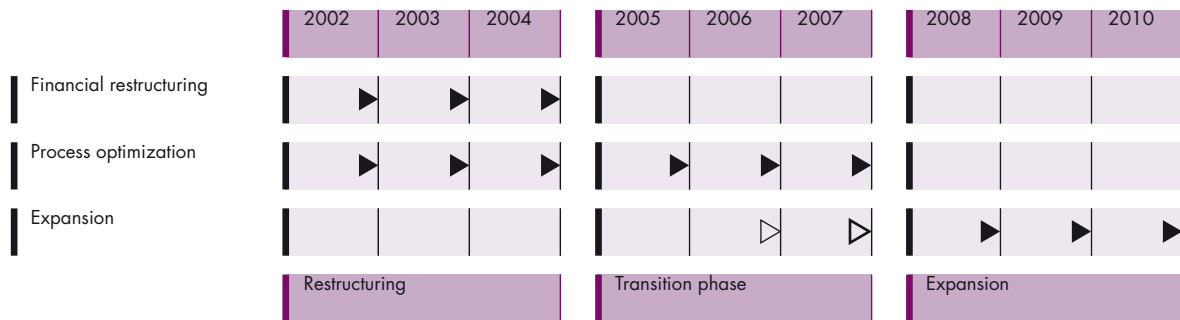 2002 2003 2004 2005 2006 2007 2008 2009 2010
Financial restructuring
Process optimization
Expansion
Restructuring Transition phase Expansion